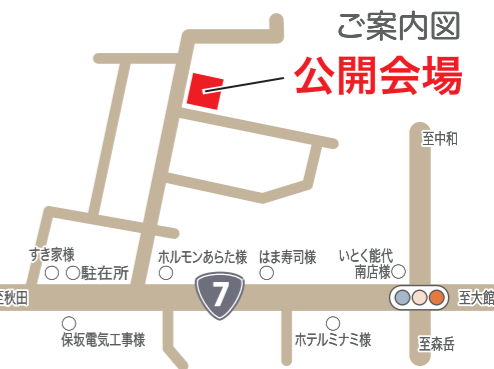 ご案内図
公開会場
至中和
すき家様
駐在所
ホルモンあらた様
はま寿司様
いとく能代
南店様
至秋田
7
至大館
保坂電気工事様
ホテルミナミ様
至森岳